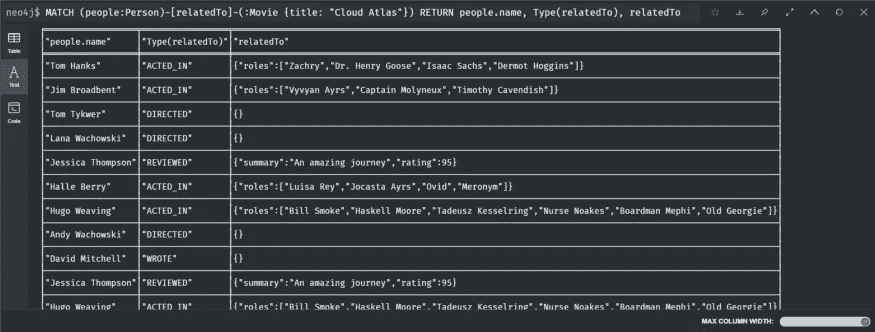 neo4j$ MATCH (people:Person)-[relatedTo]-(:Movie {title: "Cloud Atlas"}) RETURN people.name, Type(relatedTo), relatedTo
Table
Text
Code
"people.name" "Type(relatedTo)" "relatedTo"
"Tom Hanks" "ACTED_IN" {"roles":["Zachry","Dr. Henry Goose","Isaac Sachs","Dermot Hoggins"]}
"Jim Broadbent" "ACTED_IN" {"roles":["Vyvyan Ayrs","Captain Molyneux","Timothy Cavendish"]}
"Tom Tykwer" "DIRECTED" {}
"Lana Wachowski" "DIRECTED" {}
"Jessica Thompson" "REVIEWED" {"summary":"An amazing journey","rating":95}
"Halle Berry" "ACTED_IN" {"roles":["Luisa Rey","Jocasta Ayrs","Ovid","Meronym"]}
"Hugo Weaving" "ACTED_IN" {"roles":["Bill Smoke","Haskell Moore","Tadeusz Kesselring","Nurse Noakes","Boardman Mephi","Old Georgie"]}
"Andy Wachowski" "DIRECTED" {}
"David Mitchell" "WROTE" {}
"Jessica Thompson" "REVIEWED" {"summary":"An amazing journey","rating":95}
"Hugo Weaving" "ACTED_IN" {"roles":["Bill Smoke","Haskell Moore","Tadeusz Kesselring","Nurse Noakes","Boardman Mephi","Old Georgie"]}
MAX COLUMN WIDTH: